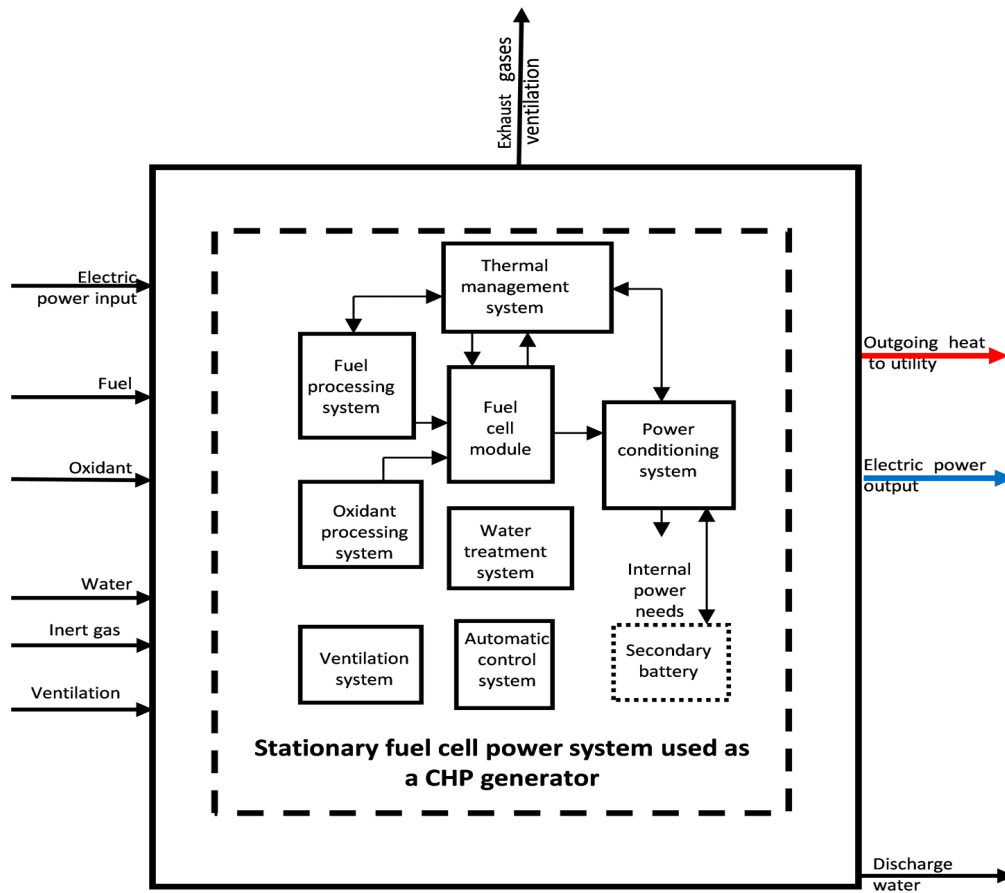 Exhaust gases
ventilation
Electric
power input
Fuel
Oxidant
Water
Inert gas
Ventilation
Thermal
management
system
Fuel
processing
system
Fuel
cell
module
Power
conditioning
system
Oxidant
processing
system
Water
treatment
system
Internal
power
needs
Ventilation
system
Automatic
control
system
Secondary
battery
Stationary fuel cell power system used as
a CHP generator
Outgoing heat
to utility
Electric power
output
Discharge
water